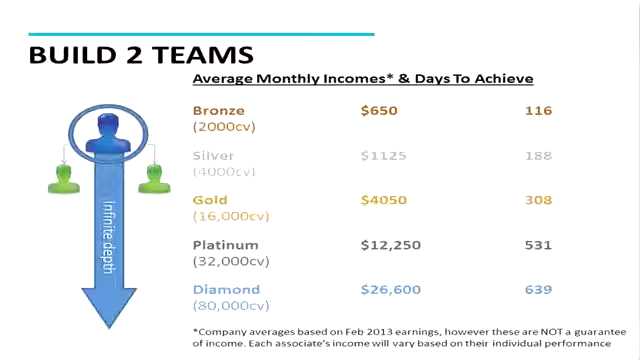 BUILD 2 TEAMS
Average Monthly Incomes* & Days To Achieve
Bronze $650 116
(2000cv)
Silver $1125 188
(4000cv)
Gold $4050 308
(16,000cv)
Platinum $12,250 531
(32,000cv)
Diamond $26,600 639
(80,000cv)
Infinite depth
*Company averages based on Feb 2013 earnings, however these are NOT a guarantee
of income. Each associate's income will vary based on their individual performance